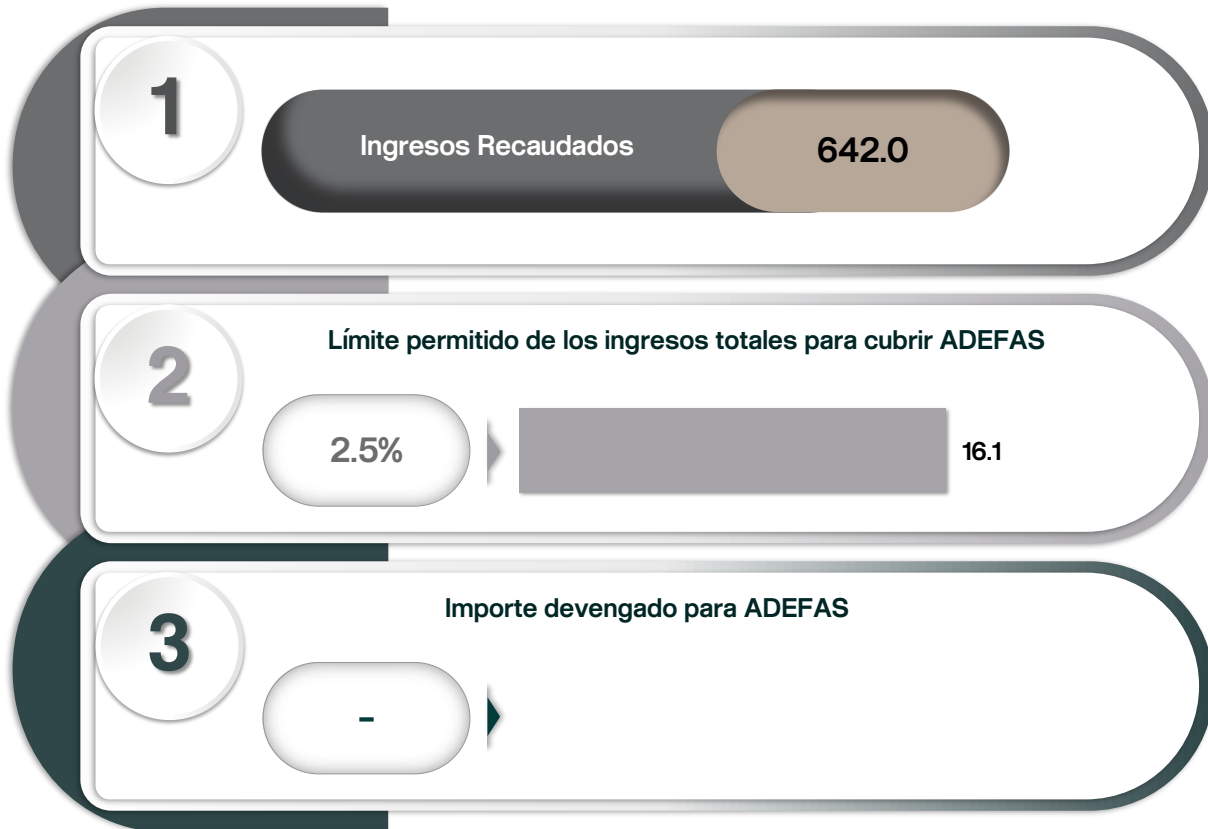 1
Ingresos Recaudados
642.0
2
Límite permitido de los ingresos totales para cubrir ADEFAS
2.5%
16.1
3
Importe devengado para ADEFAS
-